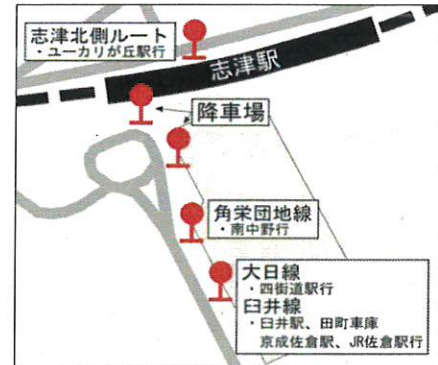 志津北側ルート
・ユーカリが丘駅行
志津駅
降車場
角栄団地線
・南中野行
大日線
・四街道駅行
臼井線
・臼井駅、田町車庫
京成佐倉駅、JR佐倉駅行